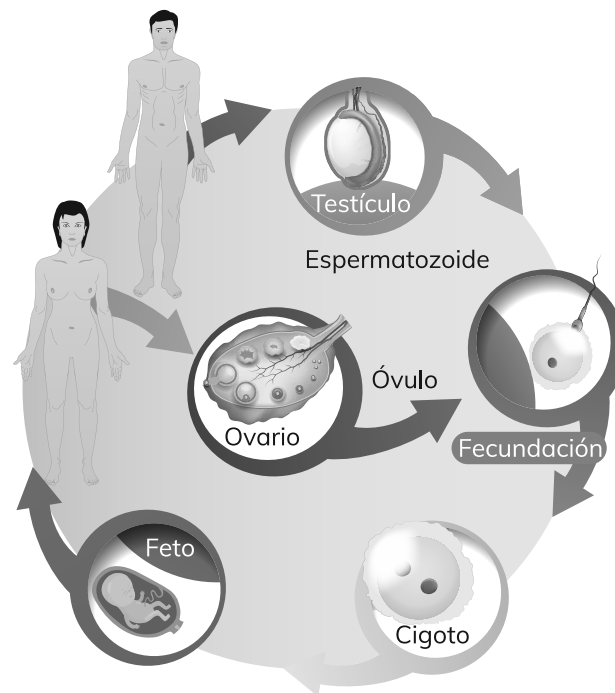 Testículo
Espermatozoide
Óvulo
Ovario
Fecundación
Feto
Cigoto